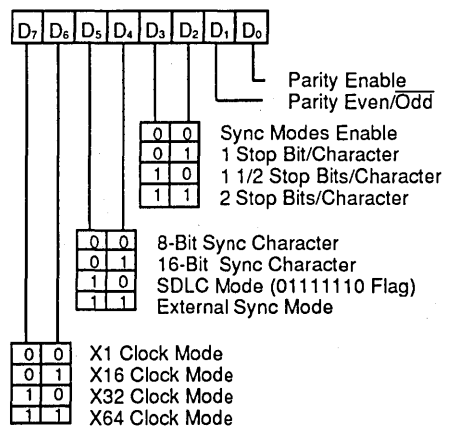 D7 D6 D5 D4 D3 D2 D1 D0
Parity Enable
Parity Even/Odd
0 0 Sync Modes Enable
0 1 1 Stop Bit/Character
1 0 1 1/2 Stop Bits/Character
1 1 2 Stop Bits/Character
0 0 8-Bit Sync Character
0 1 16-Bit Sync Character
1 0 SDLC Mode (01111110 Flag)
1 1 External Sync Mode
0 0 X1 Clock Mode
0 1 X16 Clock Mode
1 0 X32 Clock Mode
1 1 X64 Clock Mode